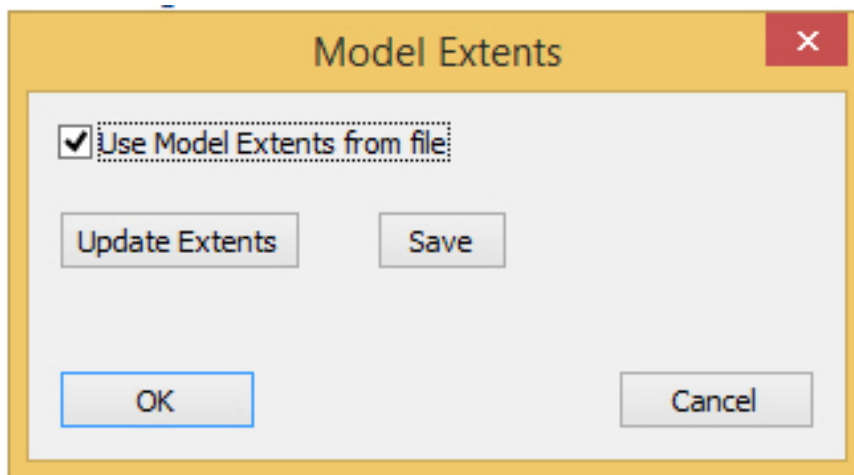 Model Extents
Use Model Extents from file
Update Extents
Save
OK
Cancel